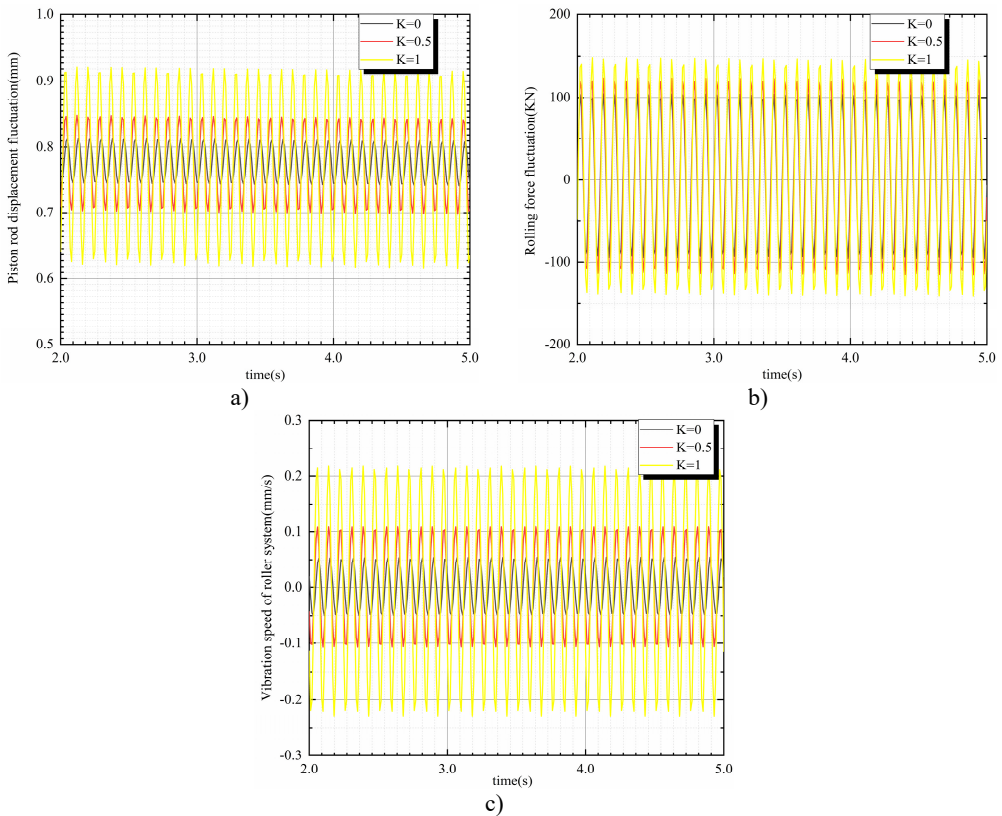 Piston rod displacement fluctuation(mm)
1.0
0.9
0.8
0.7
0.6
0.5
2.0 3.0 4.0 5.0
time(s)
K=0
K=0.5
K=1
a)
Rolling force fluctuation(KN)
200
100
0
-100
-200
2.0 3.0 4.0 5.0
time(s)
K=0
K=0.5
K=1
b)
Vibration speed of roller system(mm/s)
0.3
0.2
0.1
0.0
-0.1
-0.2
-0.3
2.0 3.0 4.0 5.0
time(s)
K=0
K=0.5
K=1
c)